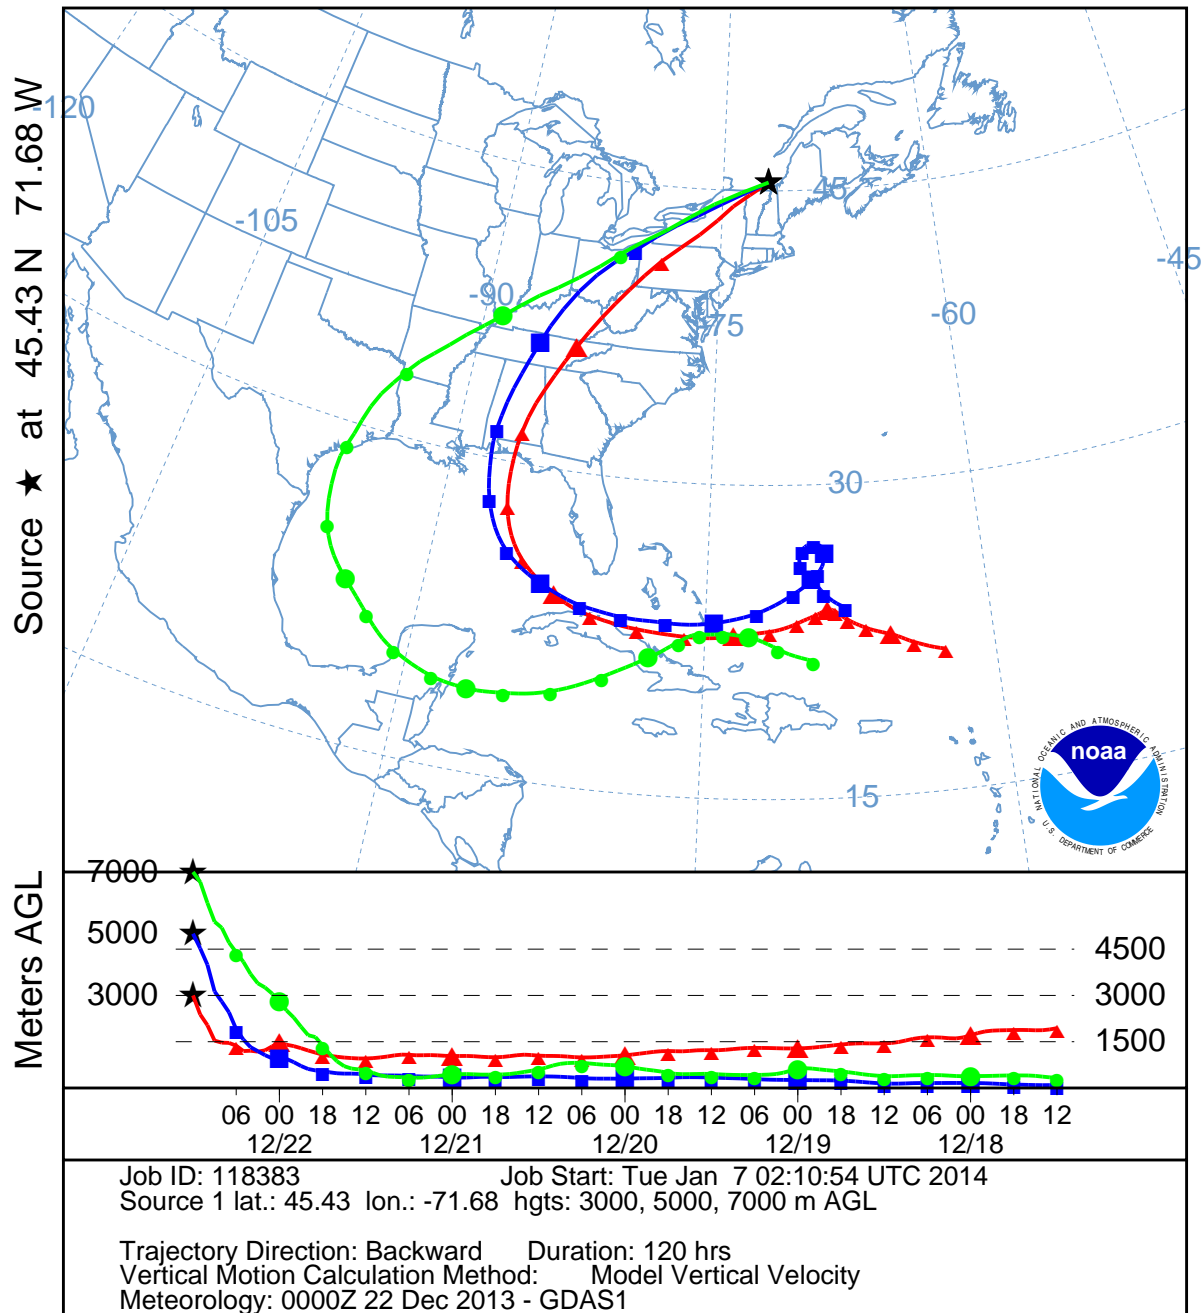 Source ★ at 45.43 N 71.68 W
-120
-105
-90
-75
-60
-45
45
30
15
NATIONAL OCEANIC AND ATMOSPHERIC ADMINISTRATION
noaa
U.S. DEPARTMENT OF COMMERCE
Meters AGL
7000
5000
3000
4500
3000
1500
06 00 18 12 06 00 18 12 06 00 18 12 06 00 18 12 06 00 18 12
12/22 12/21 12/20 12/19 12/18
Job ID: 118383 Job Start: Tue Jan 7 02:10:54 UTC 2014
Source 1 lat.: 45.43 lon.: -71.68 hgts: 3000, 5000, 7000 m AGL
Trajectory Direction: Backward Duration: 120 hrs
Vertical Motion Calculation Method: Model Vertical Velocity
Meteorology: 0000Z 22 Dec 2013 - GDAS1